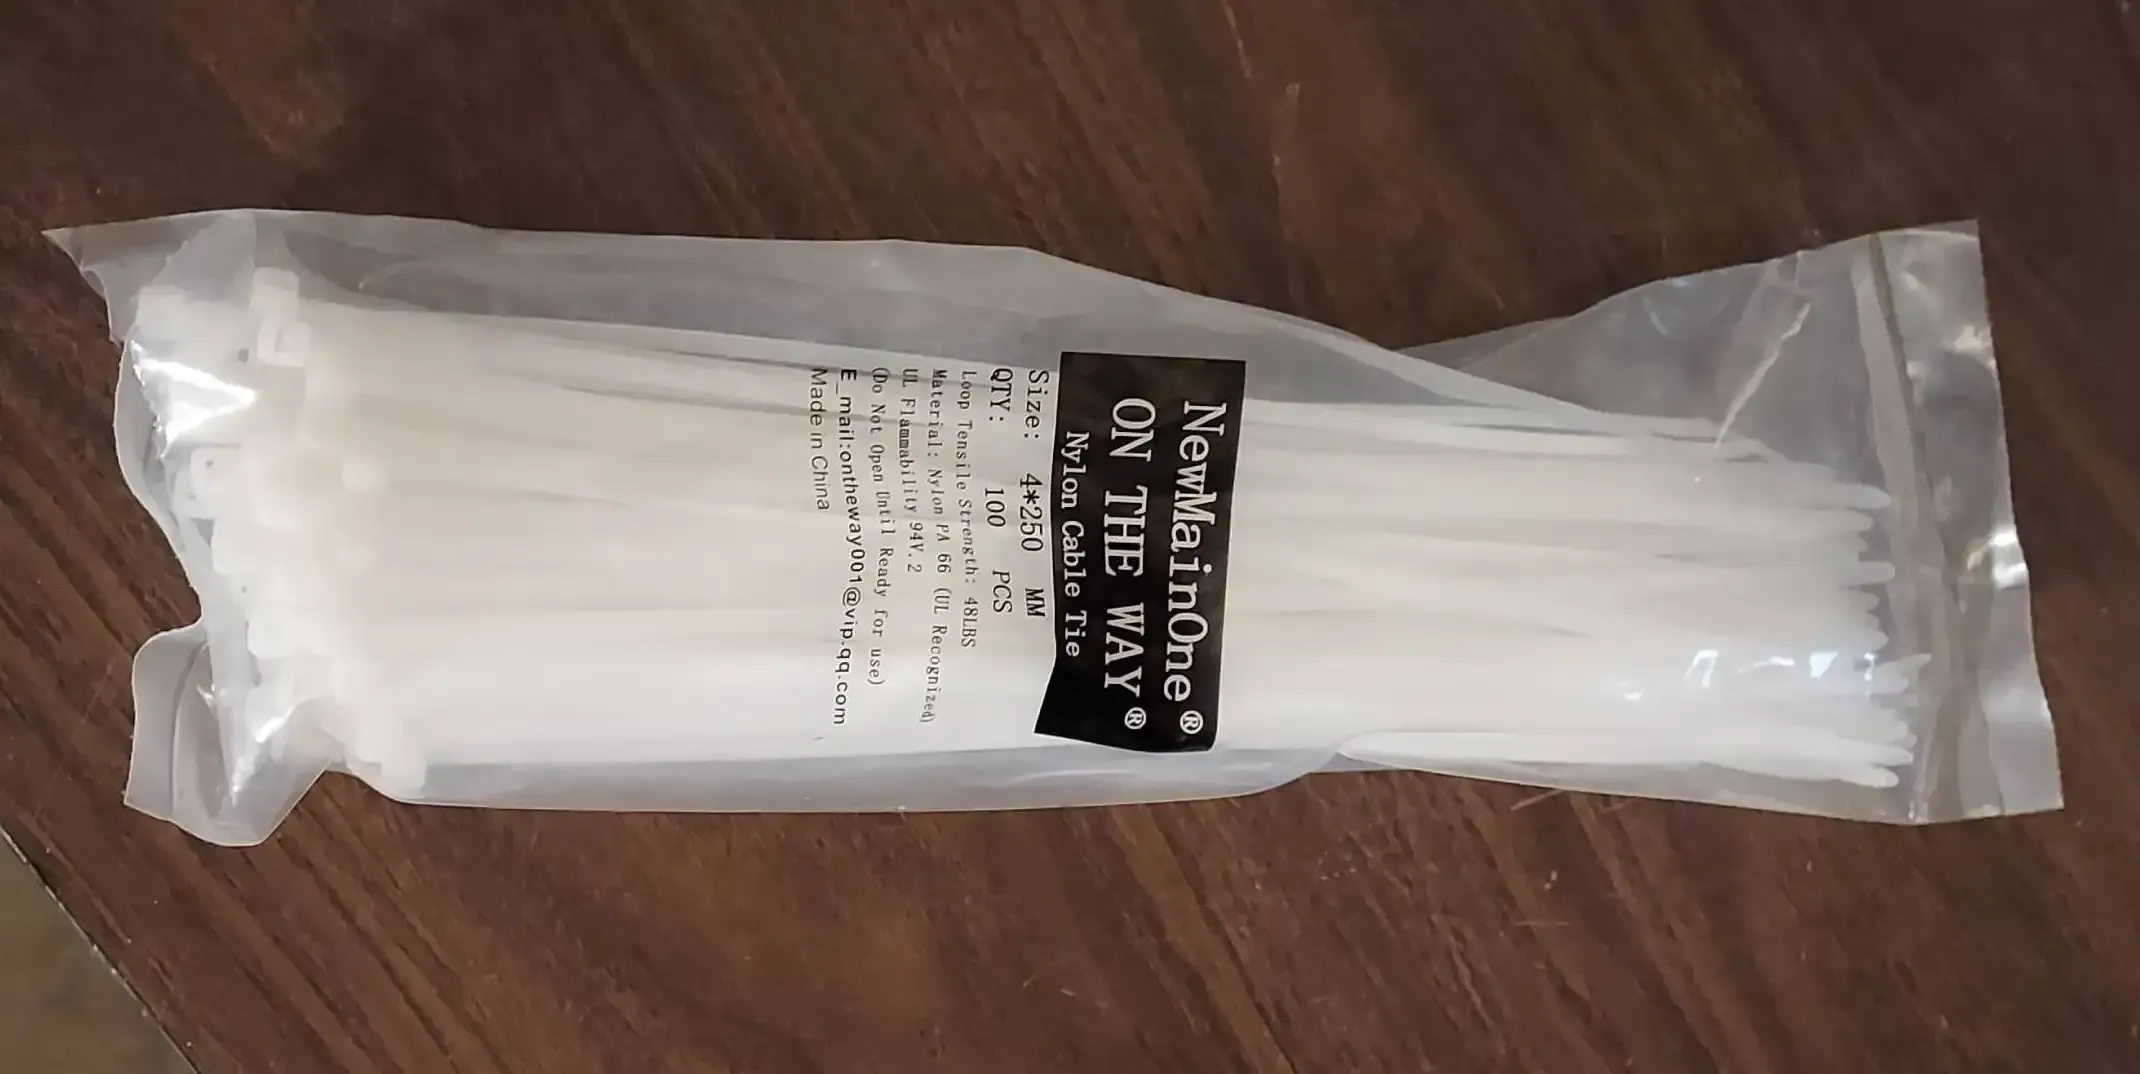 NewMainOne®
ON THE WAY®
Nylon Cable Tie
Size: 4*250 MM
QTY: 100 PCS
Loop Tensile Strength: 48LBS
Material: Nylon PA 66 (UL Recognized)
UL Flammability 94V.2
(Do Not Open Until Ready for use)
E_mail:ontheway001@vip.qq.com
Made in China